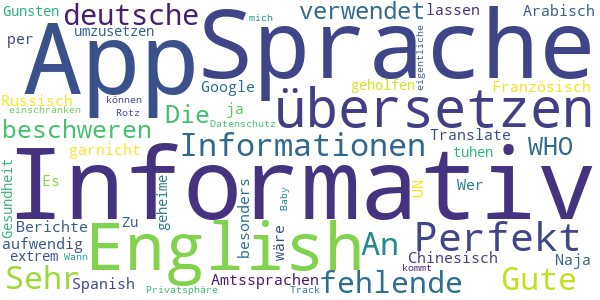 Gunsten deutsche verwendet lassen Arabisch
mich
per umzusetzen App Sprache eigentliche
Google geholfen Französisch
Russisch
einschränken können Rotz Die ja übersetzen
Datenschutz
beschweren Informationen Translate WHO
garnicht tuhen
Informativ
Gesundheit Es geheime besonders Baby UN Wer
Berichte Zu English wäre An Perfekt
aufwendig Chinesisch Naja
extrem Wann kommt
Sehr Spanish Amtssprachen fehlende Gute
Privatsphäre Track